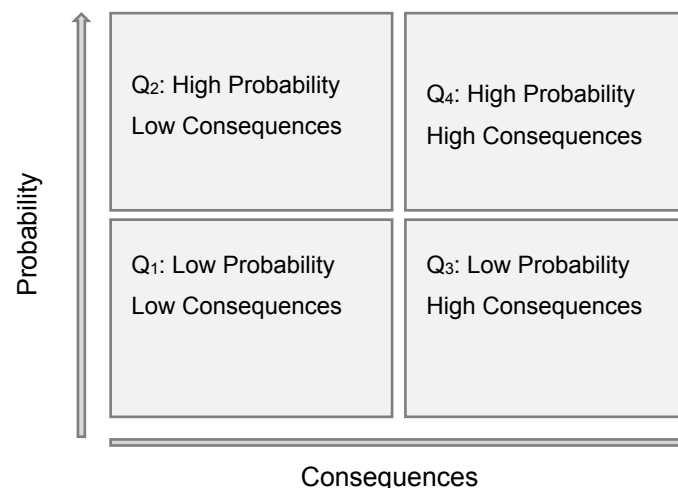 Probability
Q₂: High Probability
Low Consequences
Q₄: High Probability
High Consequences
Q₁: Low Probability
Low Consequences
Q₃: Low Probability
High Consequences
Consequences